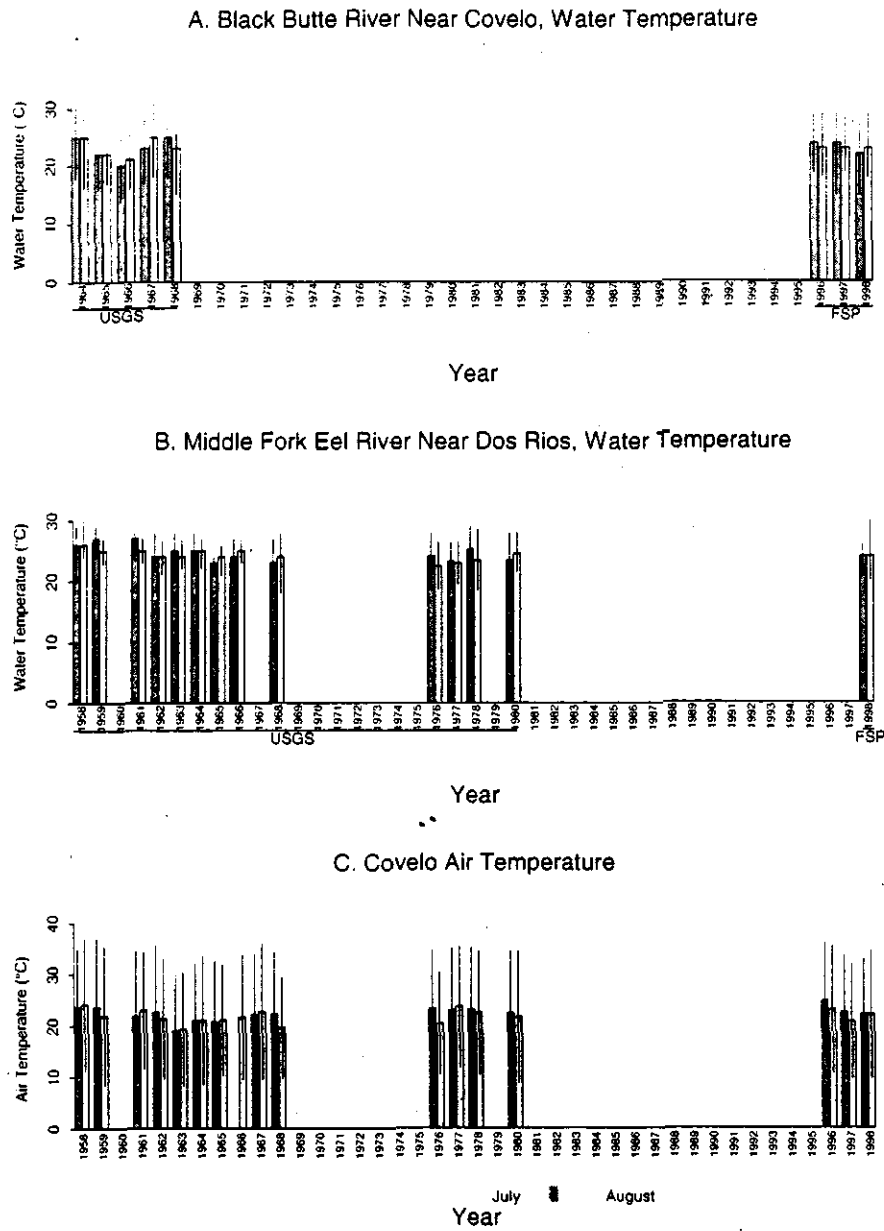 A. Black Butte River Near Covelo, Water Temperature
Water Temperature ( C)
0 10 20 30
1964 1965 1966 1967 1968 1969 1970 1971 1972 1973 1974 1975 1976 1977 1978 1979 1980 1981 1982 1983 1984 1985 1986 1987 1988 1989 1990 1991 1992 1993 1994 1995 1996 1997 1998
USGS FSP
Year
B. Middle Fork Eel River Near Dos Rios, Water Temperature
Water Temperature (°C)
0 10 20 30
1958 1959 1960 1961 1962 1963 1964 1965 1966 1967 1968 1969 1970 1971 1972 1973 1974 1975 1976 1977 1978 1979 1980 1981 1982 1983 1984 1985 1986 1987 1988 1989 1990 1991 1992 1993 1994 1995 1996 1997 1998
USGS FSP
Year
C. Covelo Air Temperature
Air Temperature (°C)
0 10 20 30 40
1958 1959 1960 1961 1962 1963 1964 1965 1966 1967 1968 1969 1970 1971 1972 1973 1974 1975 1976 1977 1978 1979 1980 1981 1982 1983 1984 1985 1986 1987 1988 1989 1990 1991 1992 1993 1994 1995 1996 1997 1998
July August
Year